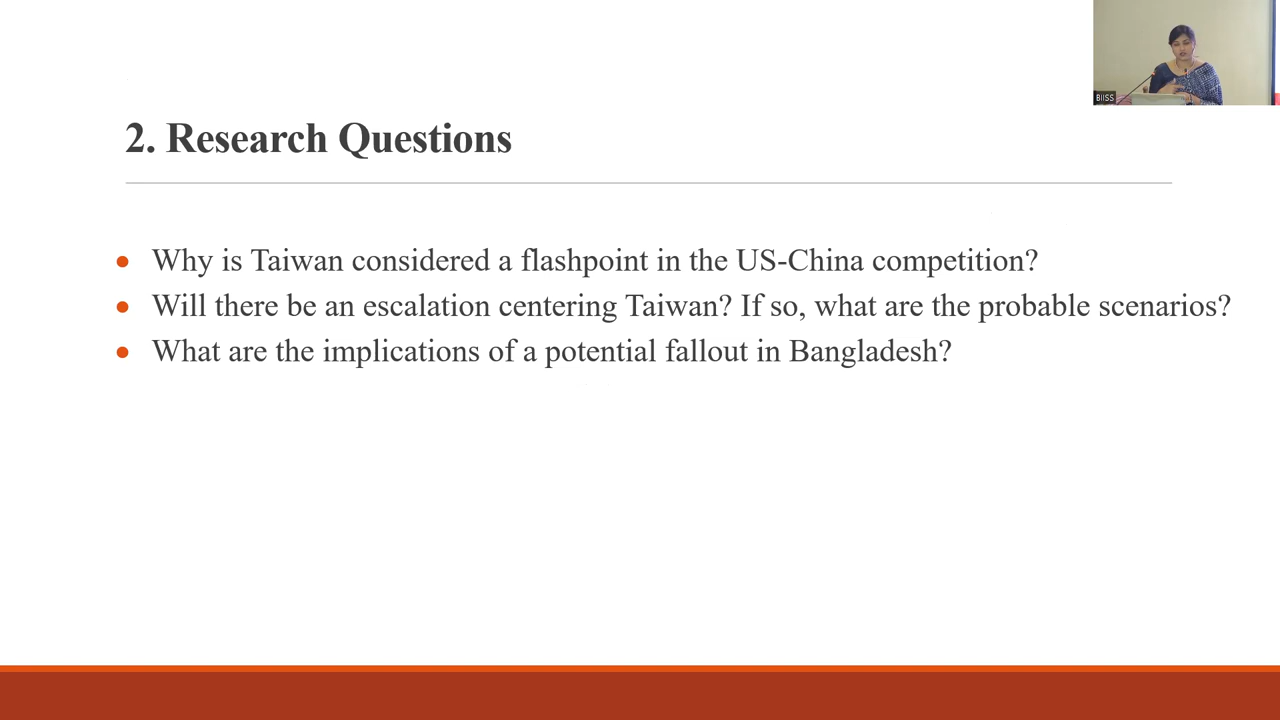 BIISS
2. Research Questions
Why is Taiwan considered a flashpoint in the US-China competition?
Will there be an escalation centering Taiwan? If so, what are the probable scenarios?
What are the implications of a potential fallout in Bangladesh?